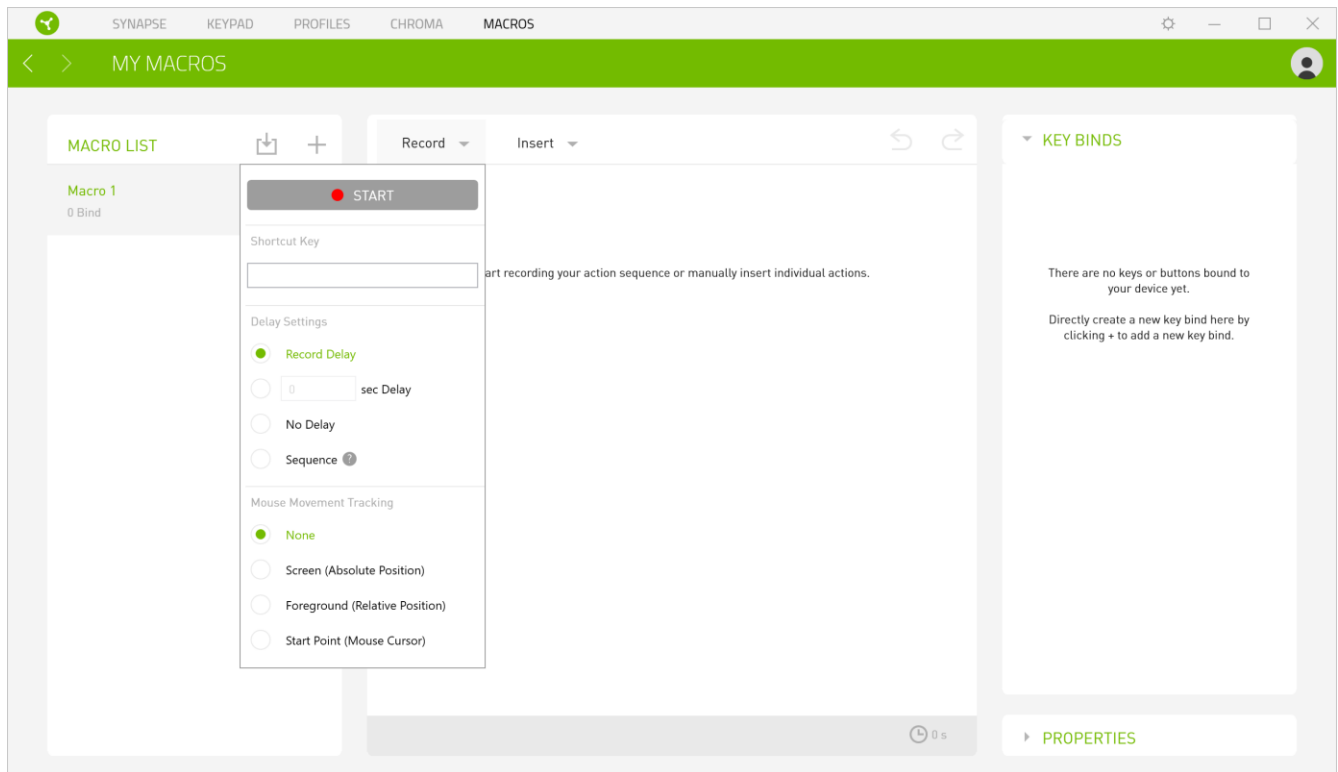 SYNAPSE KEYPAD PROFILES CHROMA MACROS
MY MACROS
MACRO LIST
Macro 1
0 Bind
Record Insert
START
Shortcut Key
art recording your action sequence or manually insert individual actions.
Delay Settings
Record Delay
0 sec Delay
No Delay
Sequence ?
Mouse Movement Tracking
None
Screen (Absolute Position)
Foreground (Relative Position)
Start Point (Mouse Cursor)
0 s
KEY BINDS
There are no keys or buttons bound to
your device yet.
Directly create a new key bind here by
clicking + to add a new key bind.
PROPERTIES